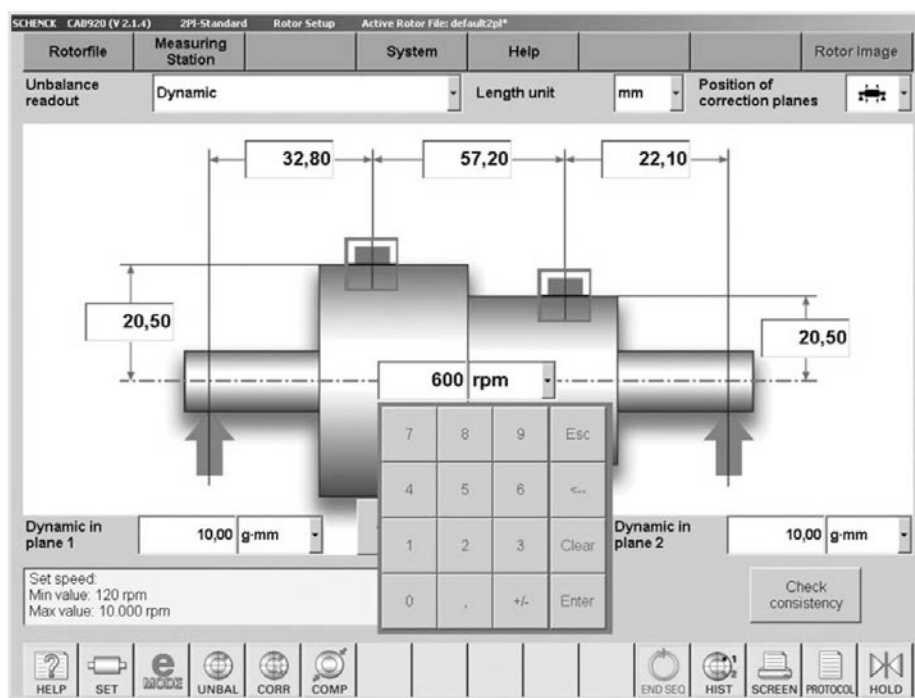 SCHENCK CAB920 (V 2.1.4) 2Pl-Standard Rotor Setup Active Rotor File: default2pl*
Rotorfile Measuring Station System Help Rotor Image
Unbalance readout Dynamic Length unit mm Position of correction planes
32,80 57,20 22,10
20,50
20,50
600 rpm
7 8 9 Esc
4 5 6 <--
1 2 3 Clear
0 , +/- Enter
Dynamic in plane 1 10,00 g-mm Dynamic in plane 2 10,00 g-mm
Set speed:
Min value: 120 rpm
Max value: 10.000 rpm
Check consistency
HELP SET e MODE UNBAL CORR COMP END SEQ HIST SCREEN PROTOCOL HOLD